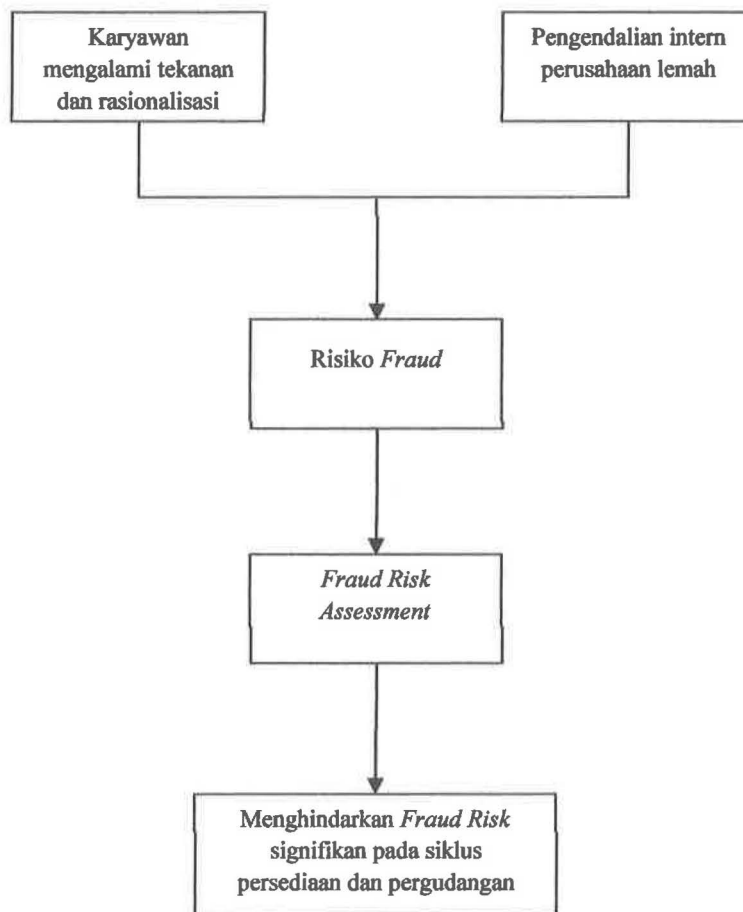 Karyawan
mengalami tekanan
dan rasionalisasi
Pengendalian intern
perusahaan lemah
Risiko Fraud
Fraud Risk
Assessment
Menghindarkan Fraud Risk
signifikan pada siklus
persediaan dan pergudangan